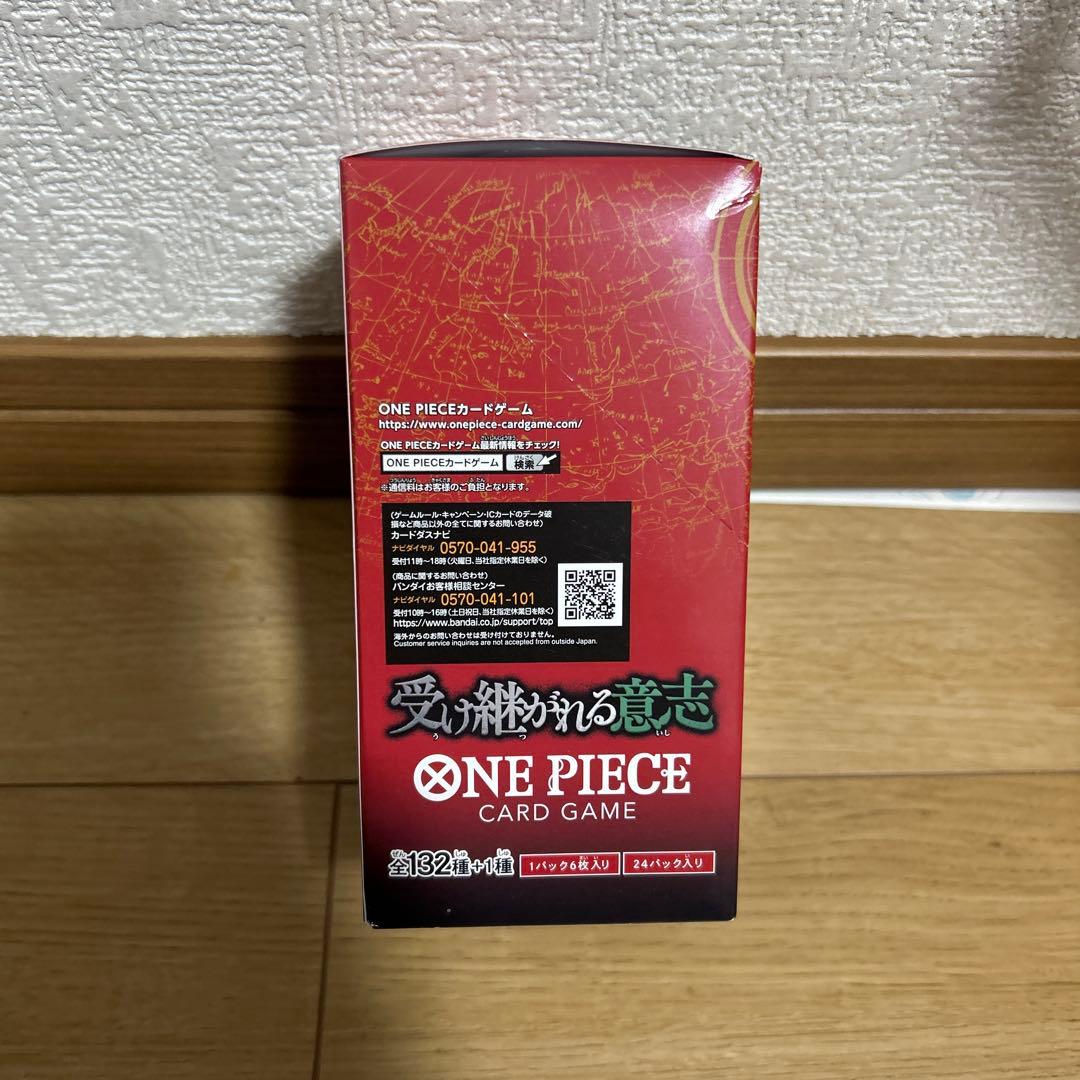 ONE PIECEカードゲーム
https://www.onepiece-cardgame.com/
ONE PIECEカードゲーム最新情報をチェック!
ONE PIECEカードゲーム 検索
※通信料はお客様のご負担となります。
(ゲームルール・キャンペーン・ICカードのデータ破
損など商品以外の全てに関するお問い合わせ)
カードダスナビ
ナビダイヤル 0570-041-955
受付11時〜18時(火曜日、当社指定休業日を除く)
(商品に関するお問い合わせ)
バンダイお客様相談センター
ナビダイヤル 0570-041-101
受付10時〜16時(土日祝日、当社指定休業日を除く)
https://www.bandai.co.jp/support/top
海外からのお問い合わせは受け付けておりません。
Customer service inquiries are not accepted from outside Japan.
受け継がれる意志
ONE PIECE
CARD GAME
全132種+1種 1パック6枚入り 24パック入り